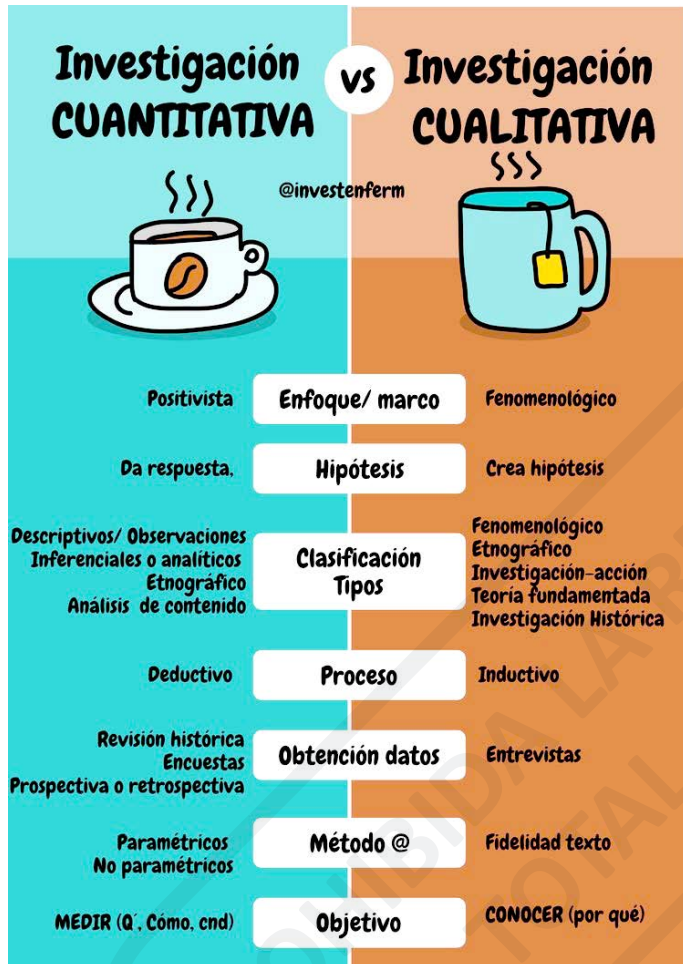 Investigación
CUANTITATIVA
vs
Investigación
CUALITATIVA
@investenferm
Positivista
Enfoque/ marco
Fenomenológico
Da respuesta,
Hipótesis
Crea hipótesis
Descriptivos/ Observaciones
Inferenciales o analíticos
Etnográfico
Análisis de contenido
Clasificación
Tipos
Fenomenológico
Etnográfico
Investigación-acción
Teoría fundamentada
Investigación Histórica
Deductivo
Proceso
Inductivo
Revisión histórica
Encuestas
Prospectiva o retrospectiva
Obtención datos
Entrevistas
Paramétricos
No paramétricos
Método @
Fidelidad texto
MEDIR (Q´, Cómo, cnd)
Objetivo
CONOCER (por qué)
TOTAL